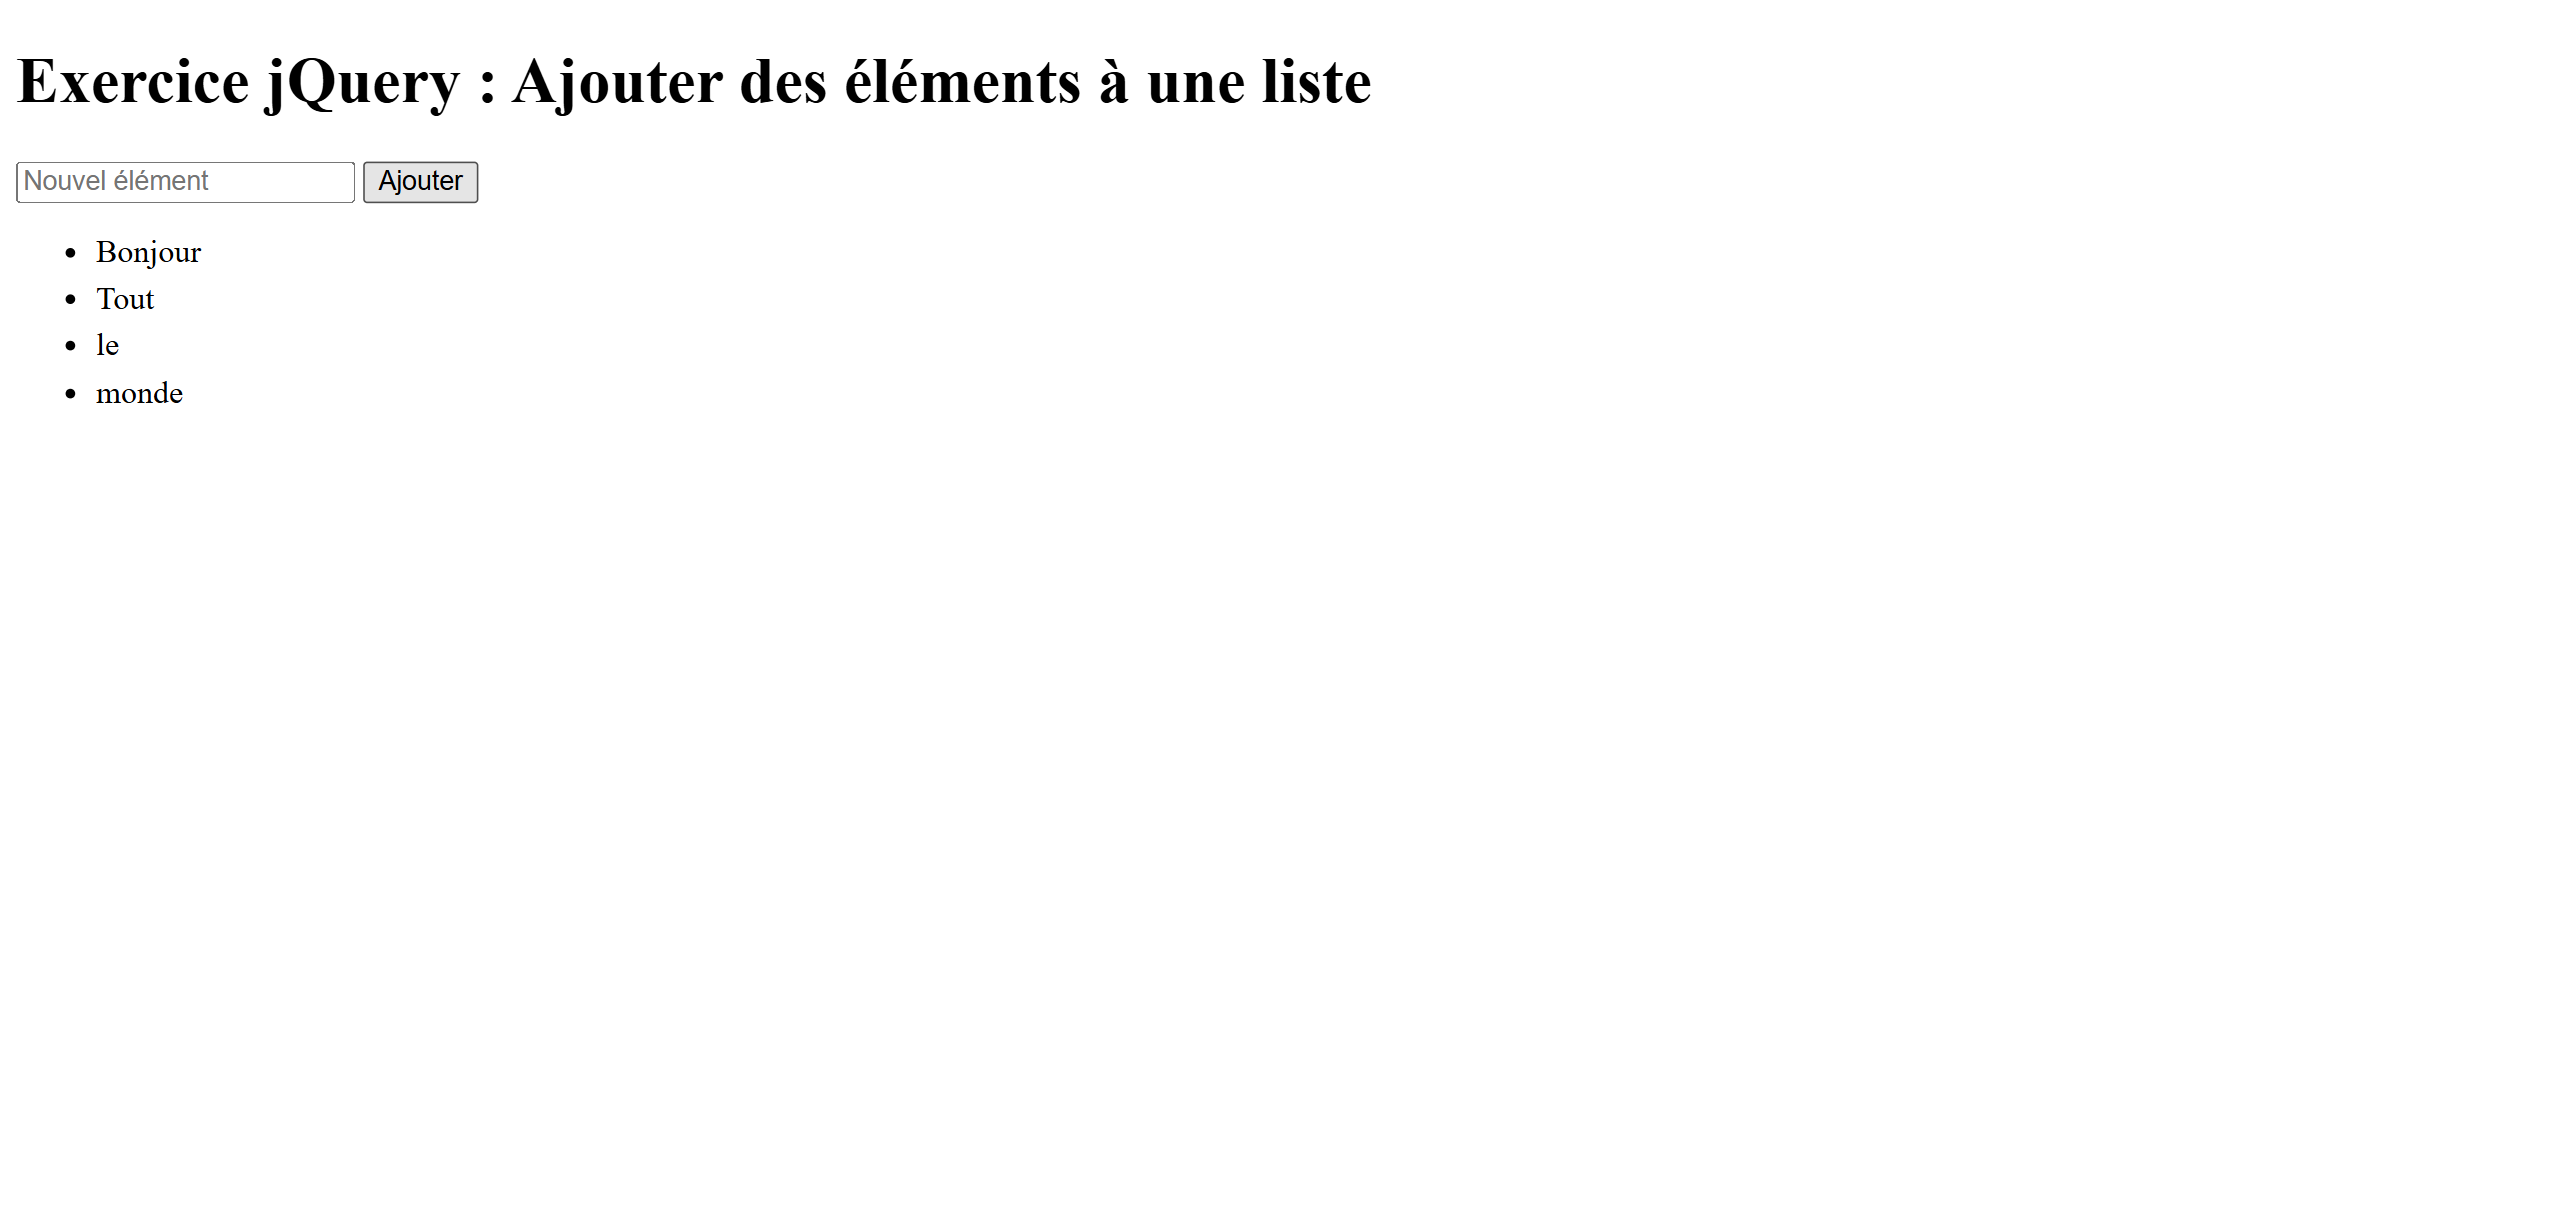 Exercice jQuery : Ajouter des éléments à une liste
Nouvel élément Ajouter
Bonjour
Tout
le
monde